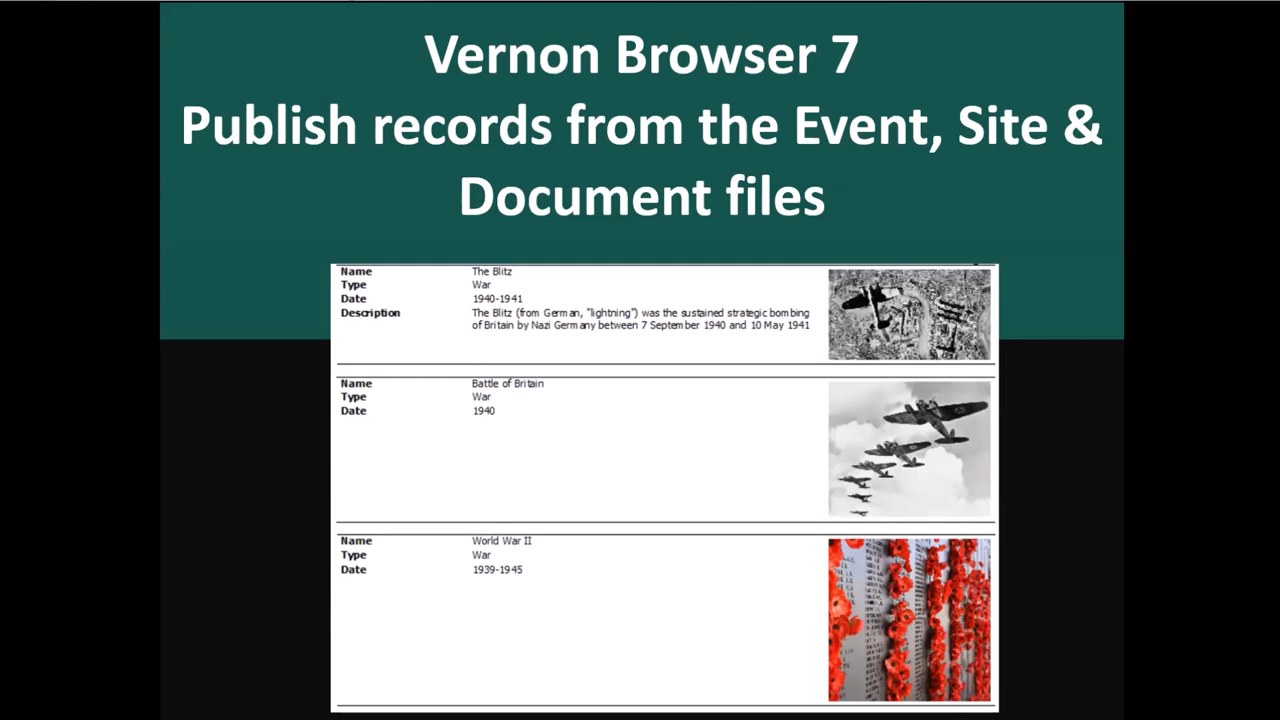 Vernon Browser 7
Publish records from the Event, Site &
Document files
Name The Blitz
Type War
Date 1940-1941
Description The Blitz (from German, "lightning") was the sustained strategic bombing
of Britain by Nazi Germany between 7 September 1940 and 10 May 1941
Name Battle of Britain
Type War
Date 1940
Name World War II
Type War
Date 1939-1945